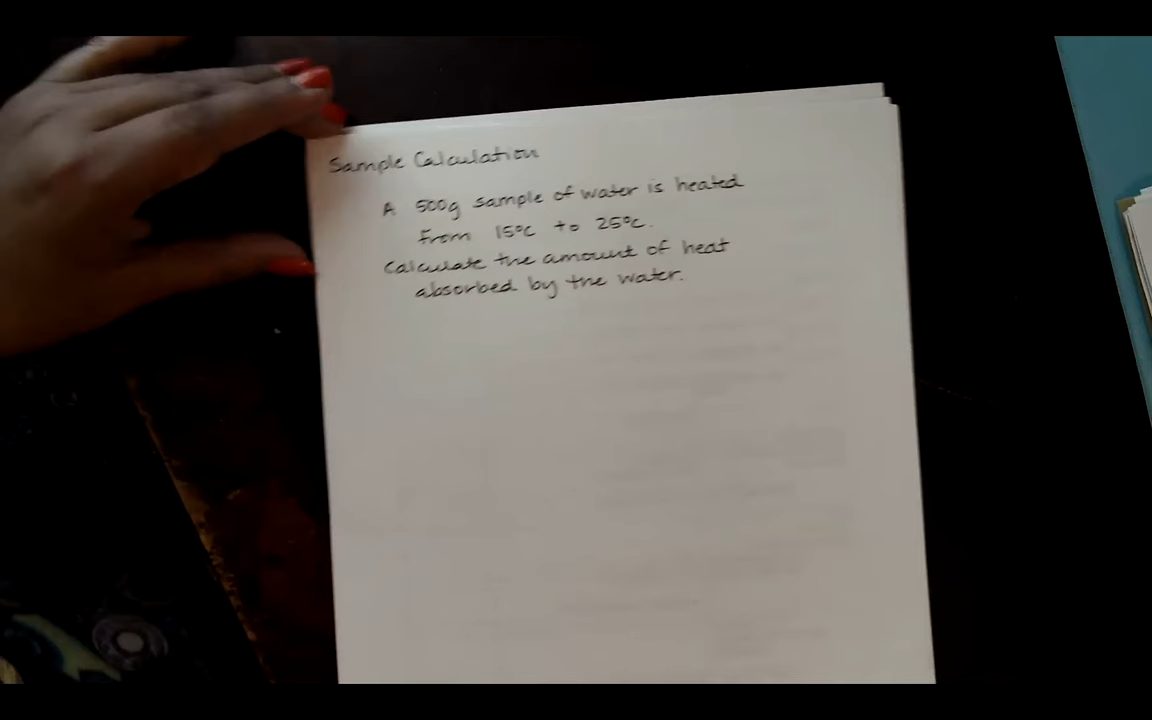 Sample Calculation
A 500g sample of water is heated
from 15°C to 25°C.
Calculate the amount of heat
absorbed by the water.